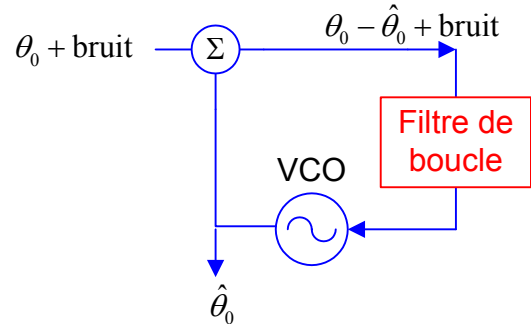 θ₀ + bruit
Σ
θ₀ − θ̂₀ + bruit
Filtre de
boucle
VCO
θ̂₀